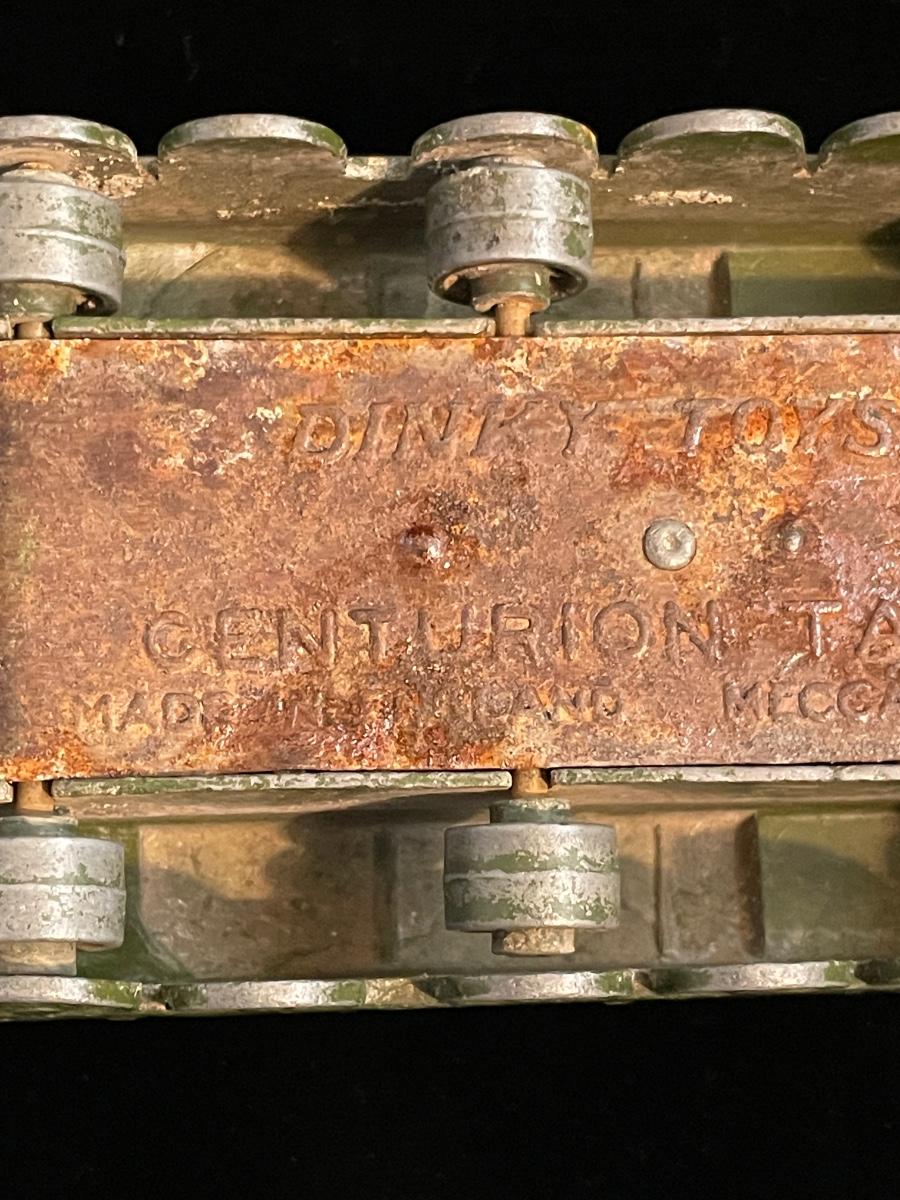 DINKY TOYS
CENTURION TA
MADE IN ENGLAND MECCA